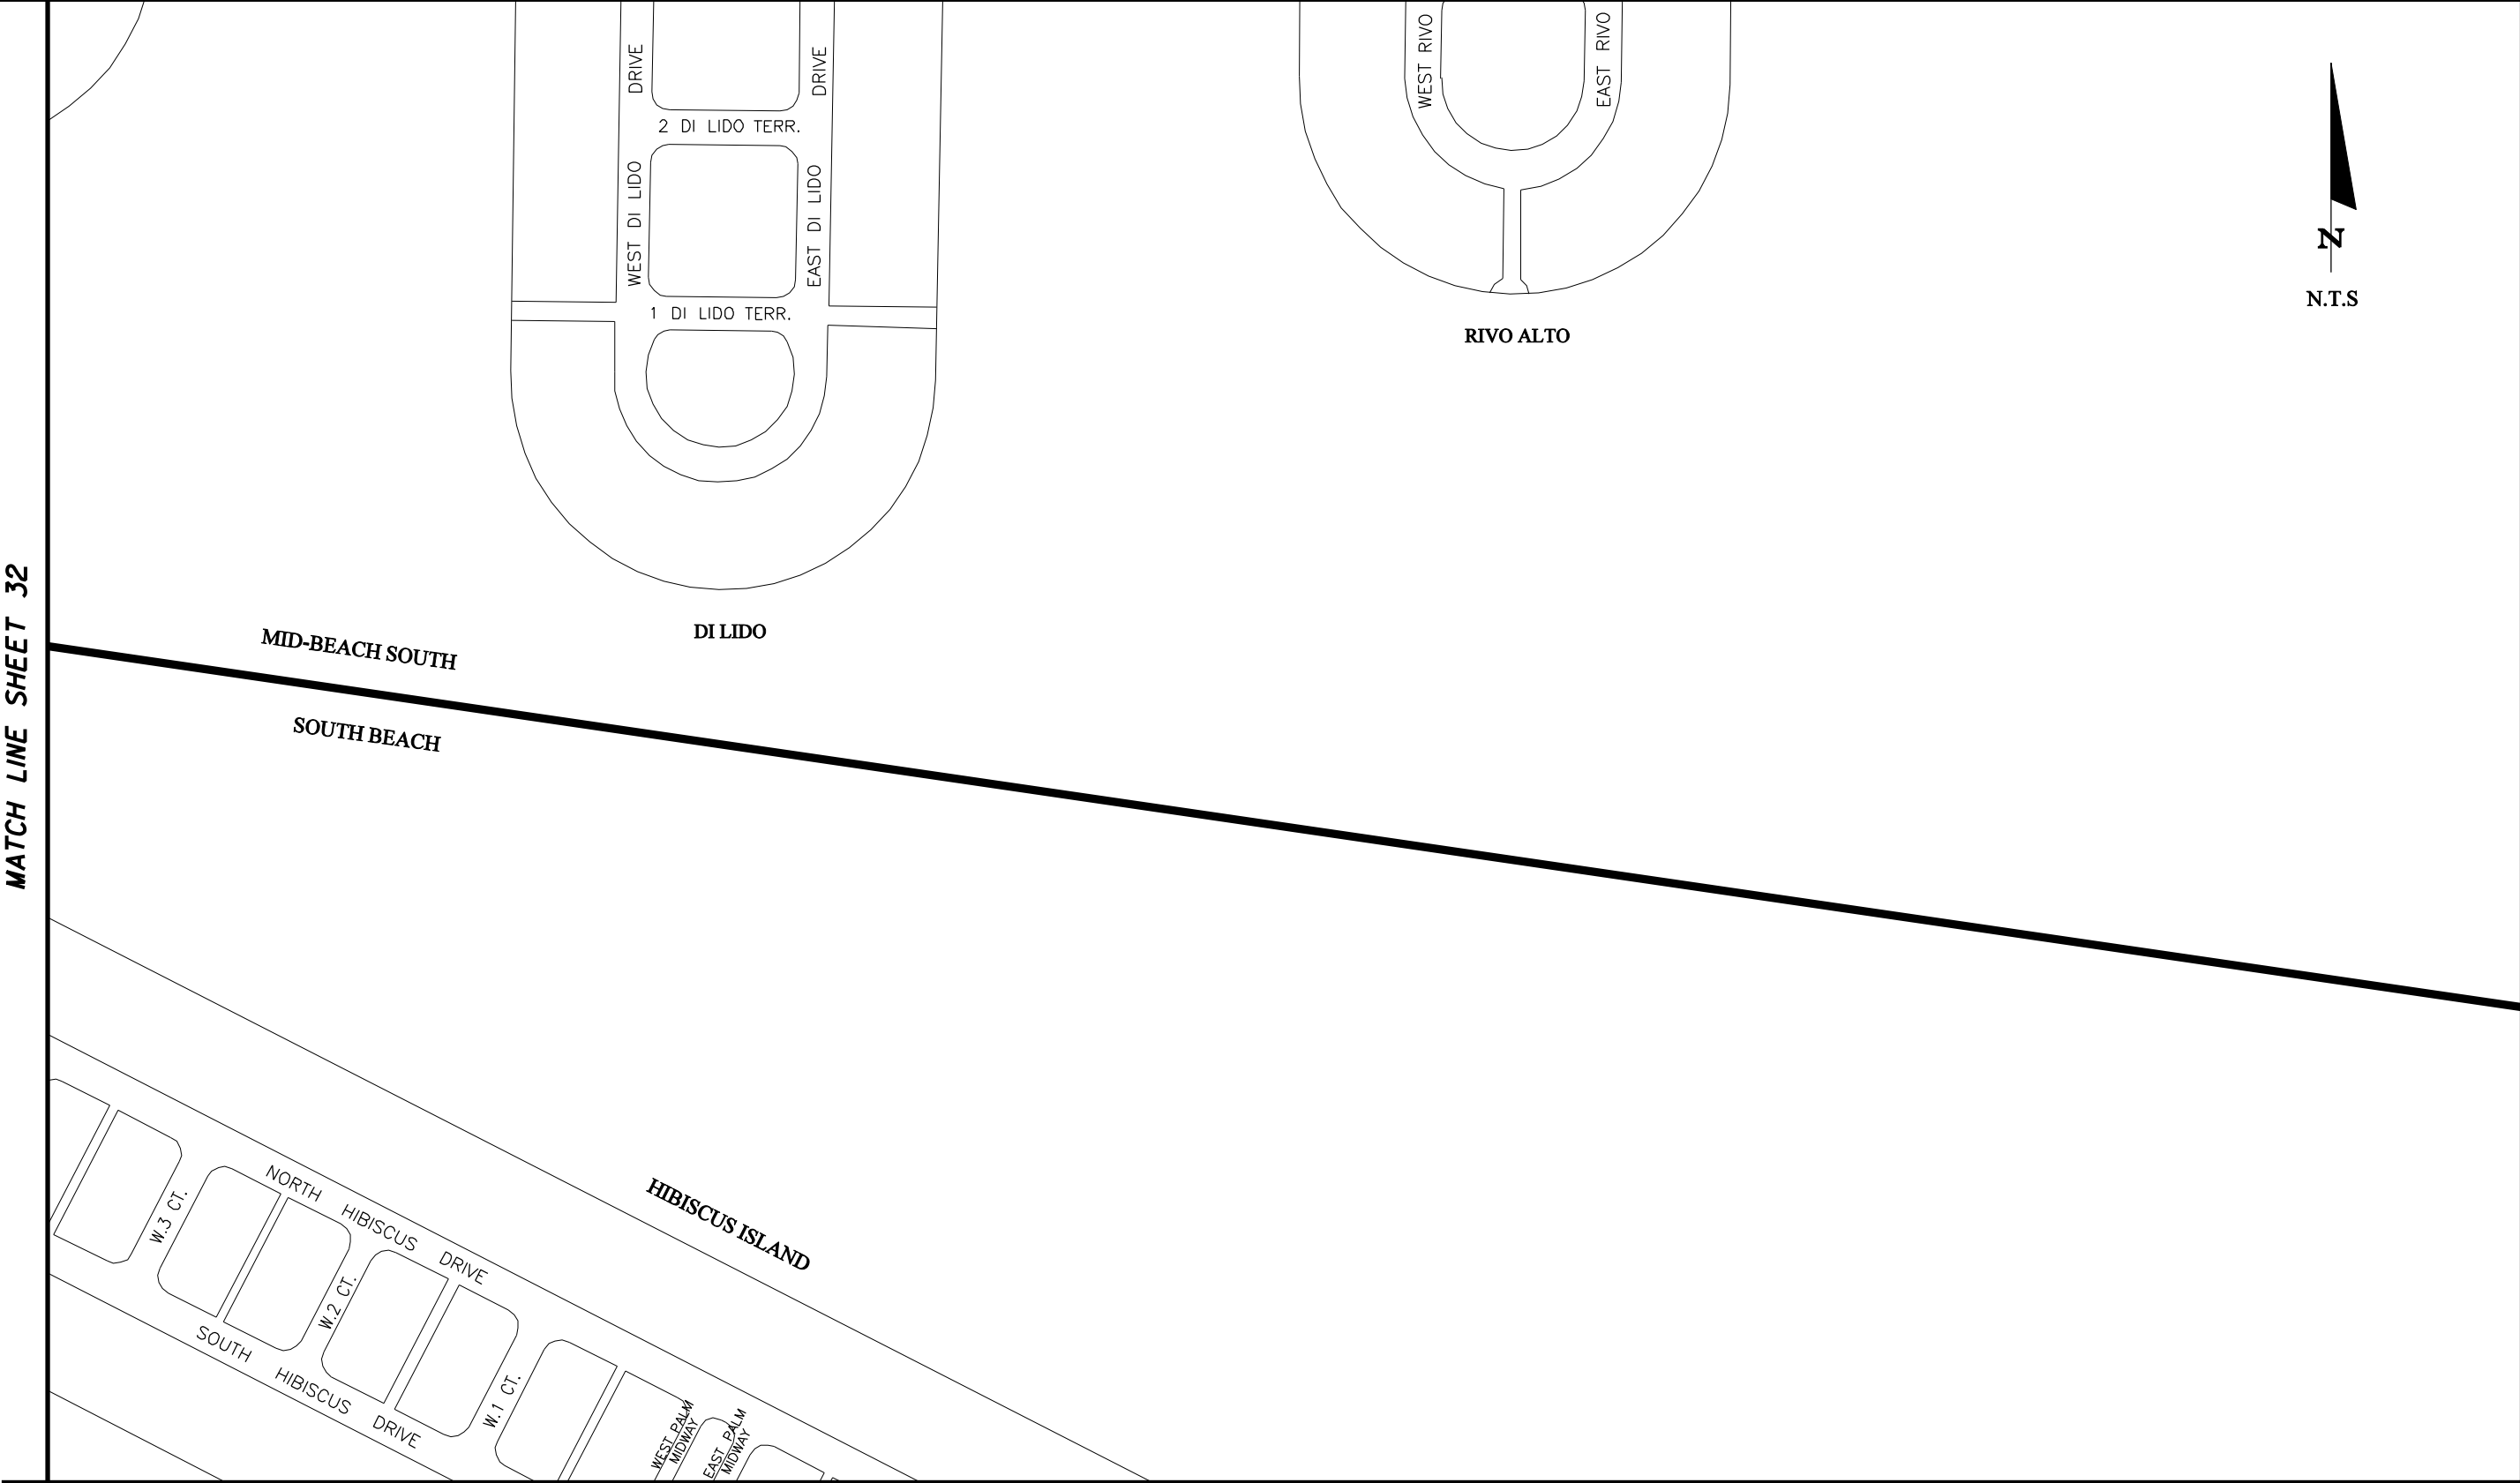 WEST RIVO
EAST RIVO
DRIVE
DRIVE
2 DI LIDO TERR.
WEST DI LIDO
EAST DI LIDO
N
N.T.S
1 DI LIDO TERR.
RIVO ALTO
DI LIDO
MATCH LINE SHEET 32
MID-BEACH SOUTH
SOUTH BEACH
HIBISCUS ISLAND
NORTH HIBISCUS DRIVE
W.3 CT.
W.2 CT.
SOUTH HIBISCUS DRIVE
W.1 CT.
WEST PALM
MIDWAY
EAST PALM
MIDWAY